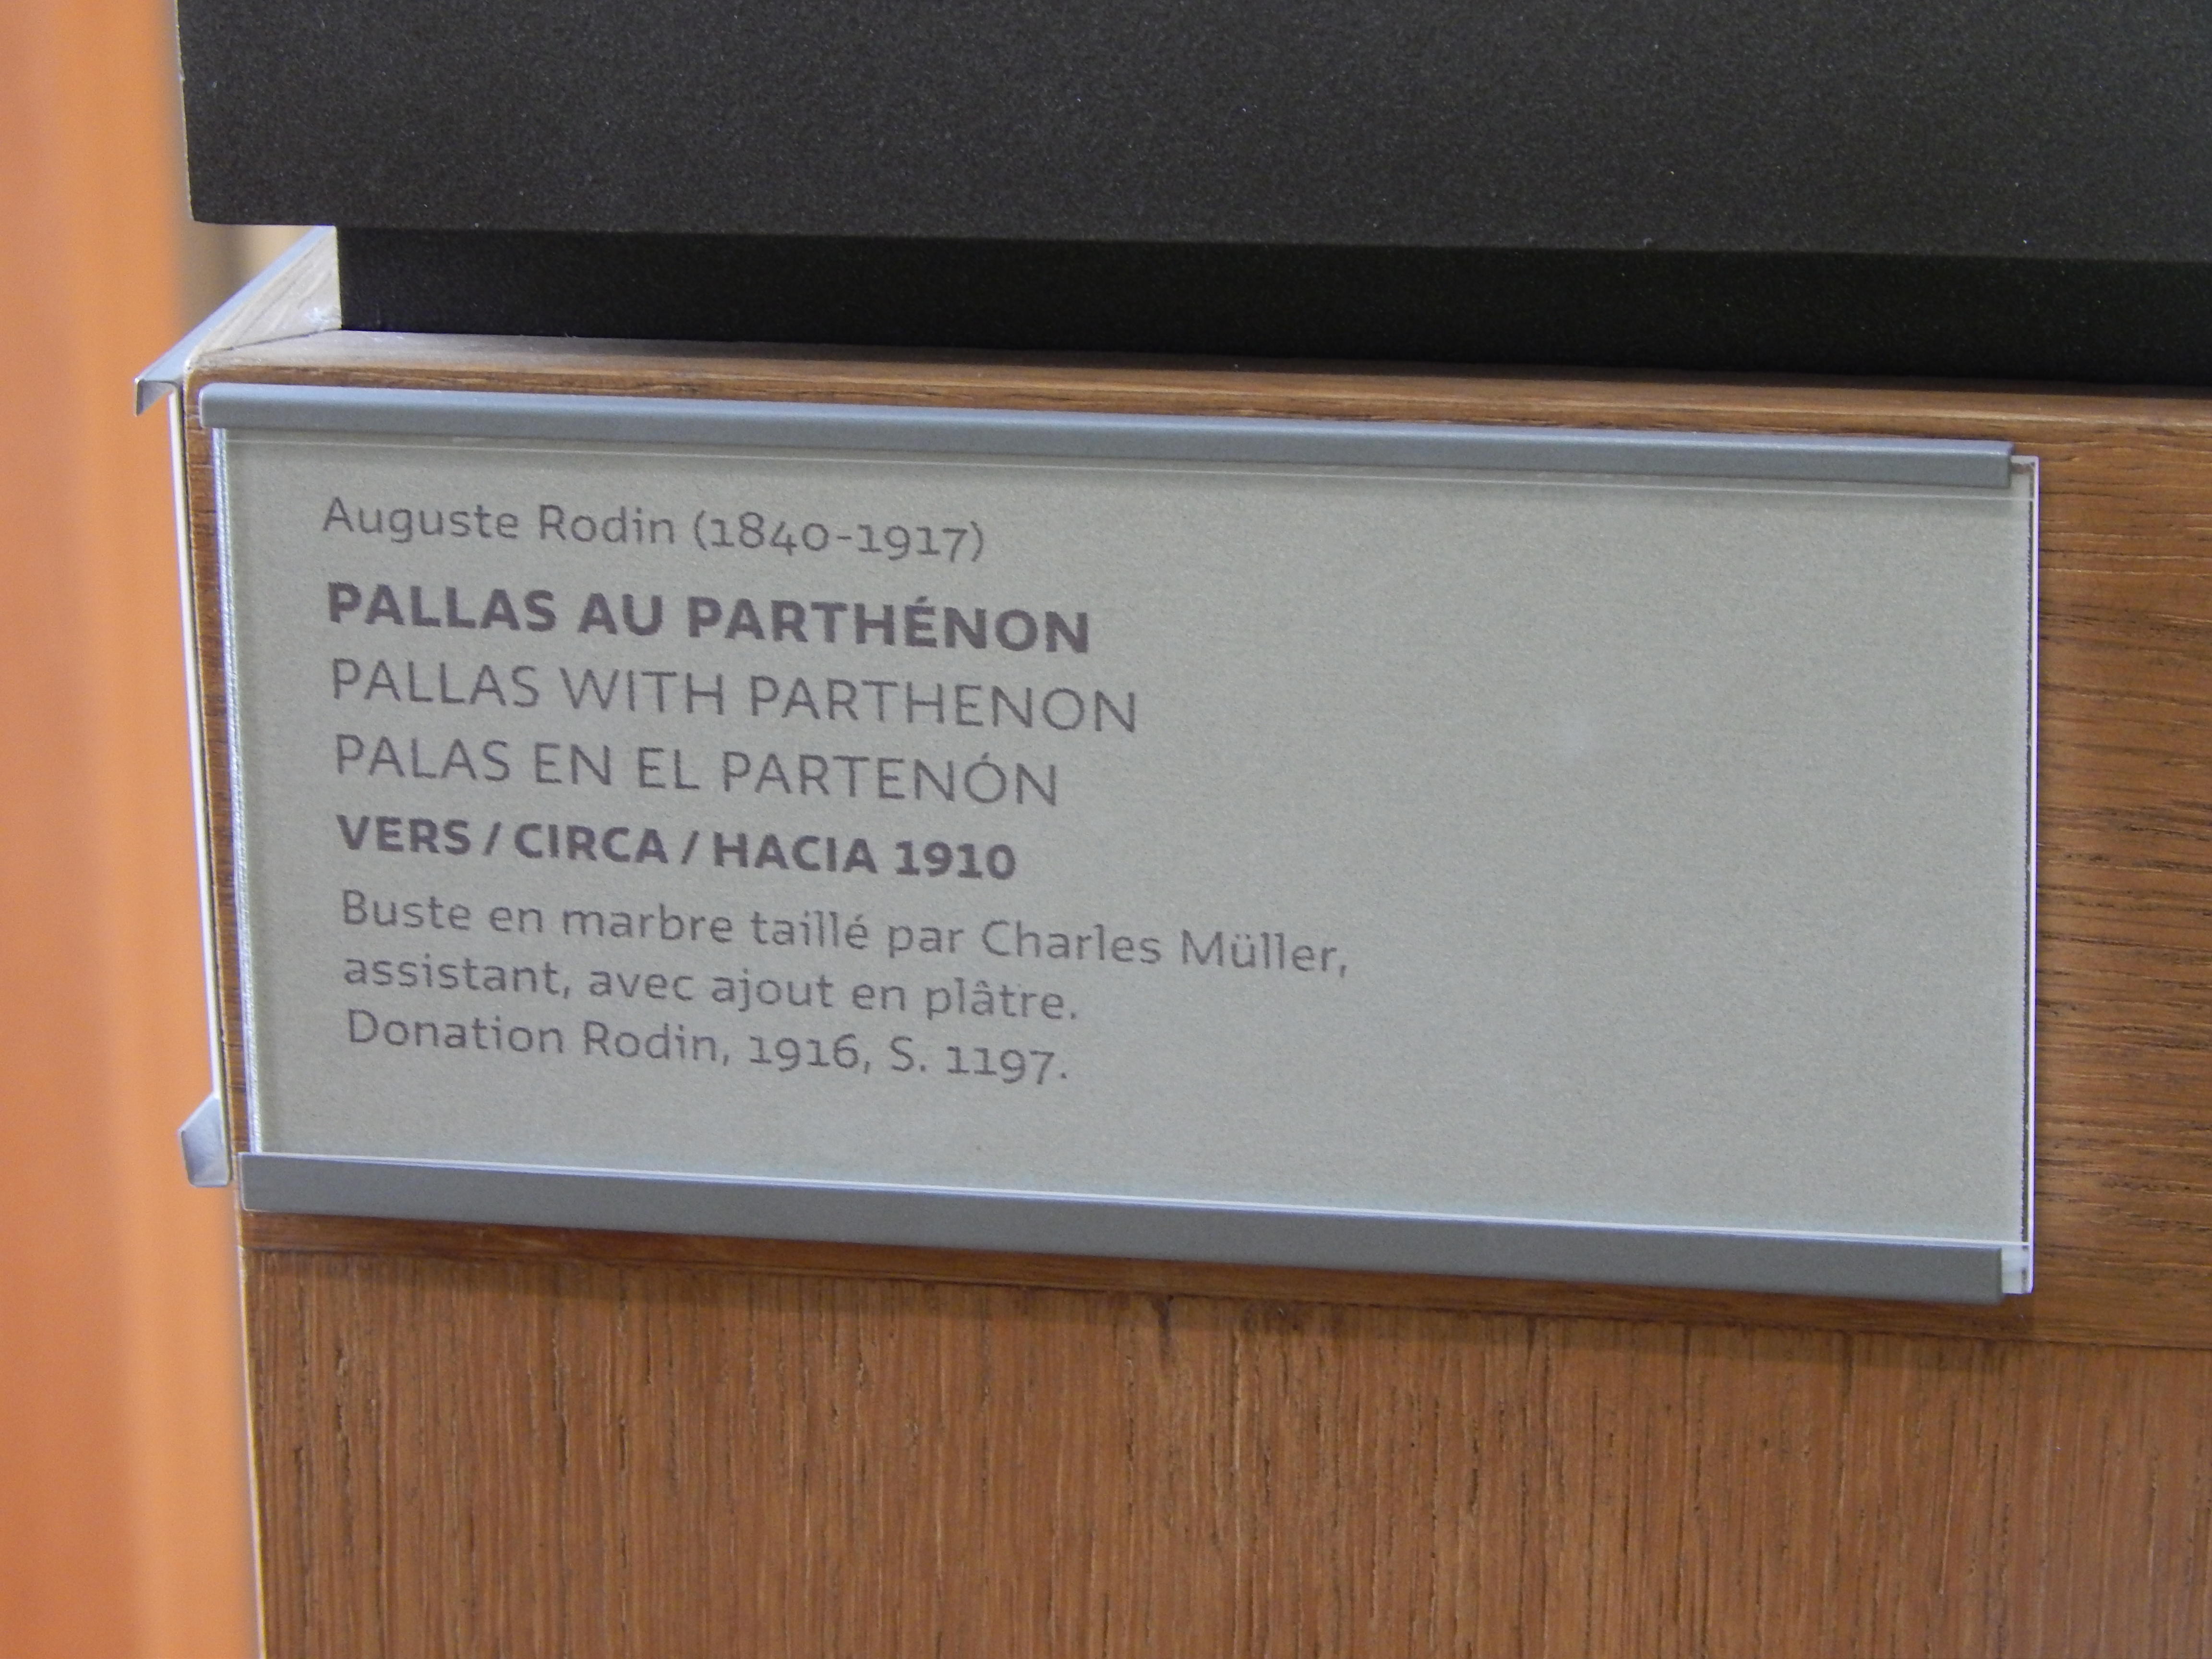 Auguste Rodin (1840-1917)
PALLAS AU PARTHÉNON
PALLAS WITH PARTHENON
PALAS EN EL PARTENÓN
VERS / CIRCA / HACIA 1910
Buste en marbre taillé par Charles Müller,
assistant, avec ajout en plâtre.
Donation Rodin, 1916, S. 1197.